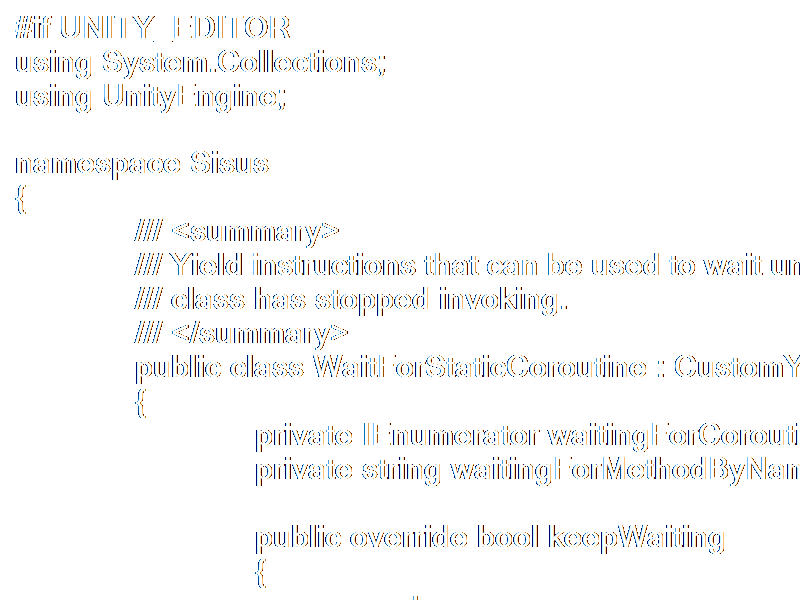 #if UNITY_EDITOR
using System.Collections;
using UnityEngine;

namespace Sisus
{
/// <summary>
/// Yield instructions that can be used to wait un
/// class has stopped invoking.
/// </summary>
public class WaitForStaticCoroutine : CustomY
{
private IEnumerator waitingForCorouti
private string waitingForMethodByNam

public override bool keepWaiting
{